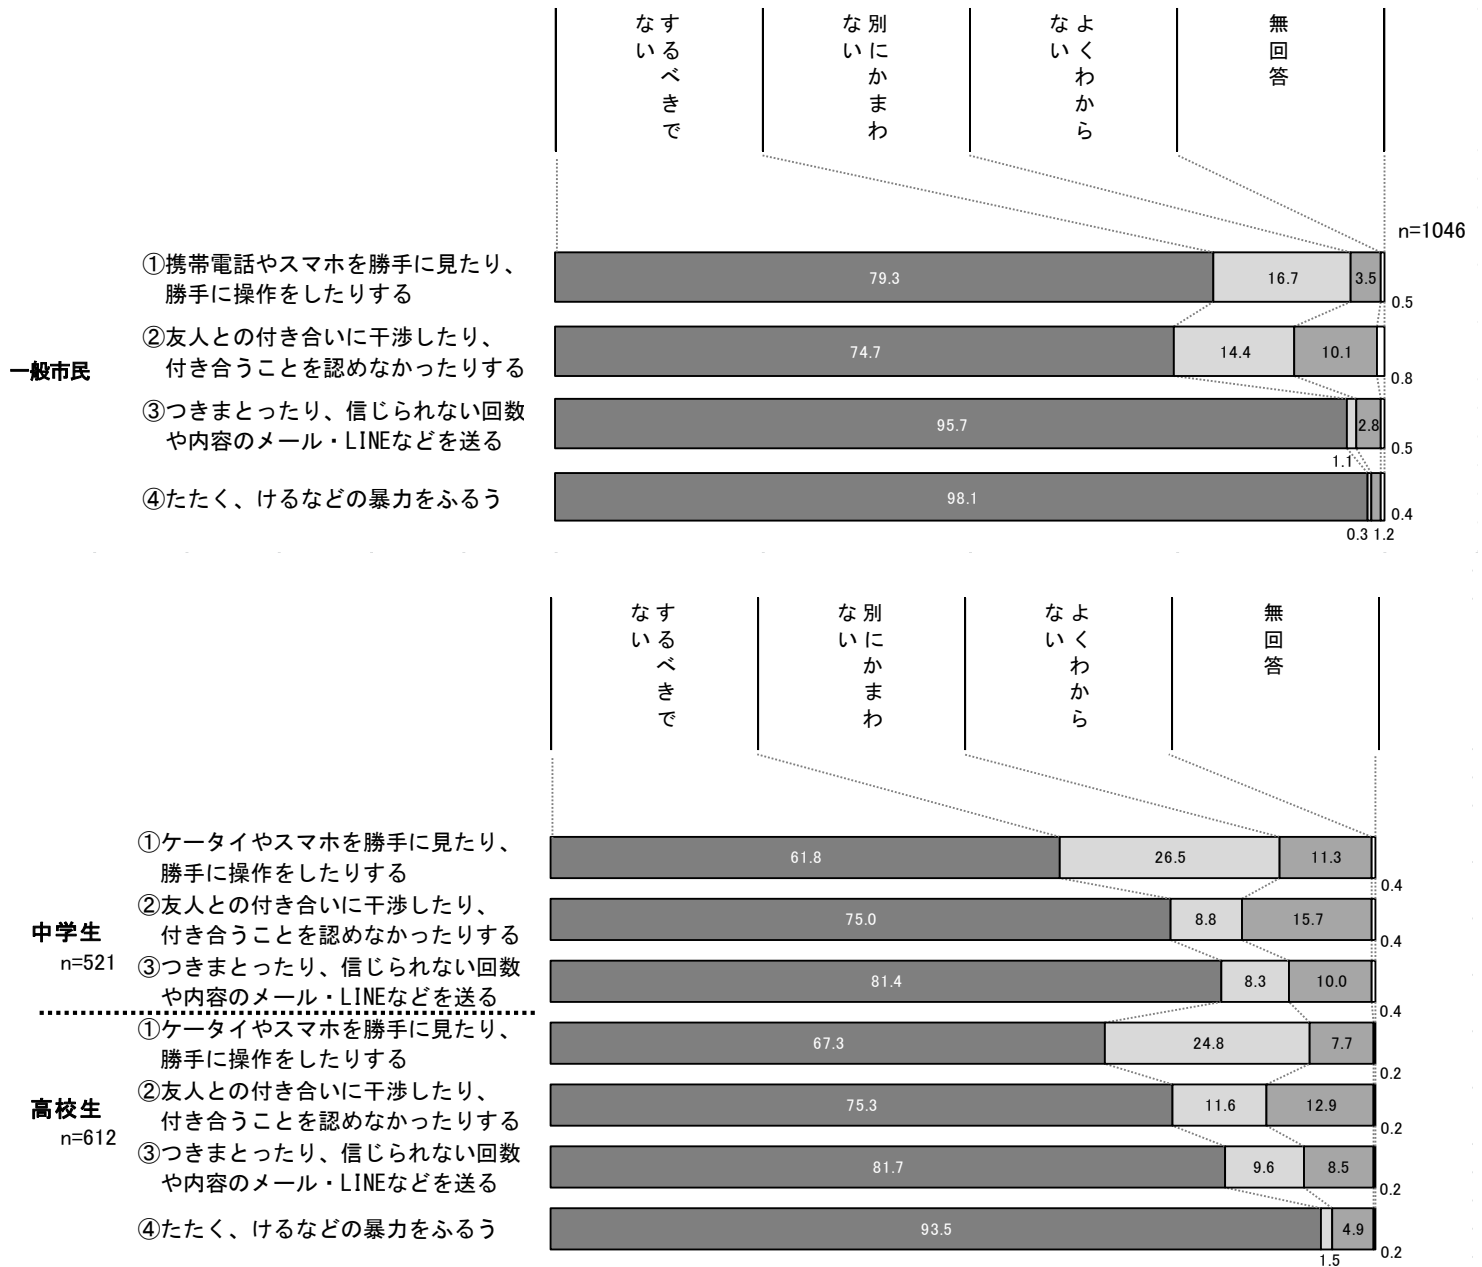 するべきで
ない
別にかまわ
ない
よくわから
ない
無回答
n=1046
一般市民
①携帯電話やスマホを勝手に見たり、
勝手に操作をしたりする
79.3
16.7
3.5
0.5
②友人との付き合いに干渉したり、
付き合うことを認めなかったりする
74.7
14.4
10.1
0.8
③つきまとったり、信じられない回数
や内容のメール・LINEなどを送る
95.7
1.1
2.8
0.5
④たたく、けるなどの暴力をふるう
98.1
0.3
1.2
0.4
するべきで
ない
別にかまわ
ない
よくわから
ない
無回答
中学生
n=521
①ケータイやスマホを勝手に見たり、
勝手に操作をしたりする
61.8
26.5
11.3
0.4
②友人との付き合いに干渉したり、
付き合うことを認めなかったりする
75.0
8.8
15.7
0.4
③つきまとったり、信じられない回数
や内容のメール・LINEなどを送る
81.4
8.3
10.0
0.4
高校生
n=612
①ケータイやスマホを勝手に見たり、
勝手に操作をしたりする
67.3
24.8
7.7
0.2
②友人との付き合いに干渉したり、
付き合うことを認めなかったりする
75.3
11.6
12.9
0.2
③つきまとったり、信じられない回数
や内容のメール・LINEなどを送る
81.7
9.6
8.5
0.2
④たたく、けるなどの暴力をふるう
93.5
1.5
4.9
0.2